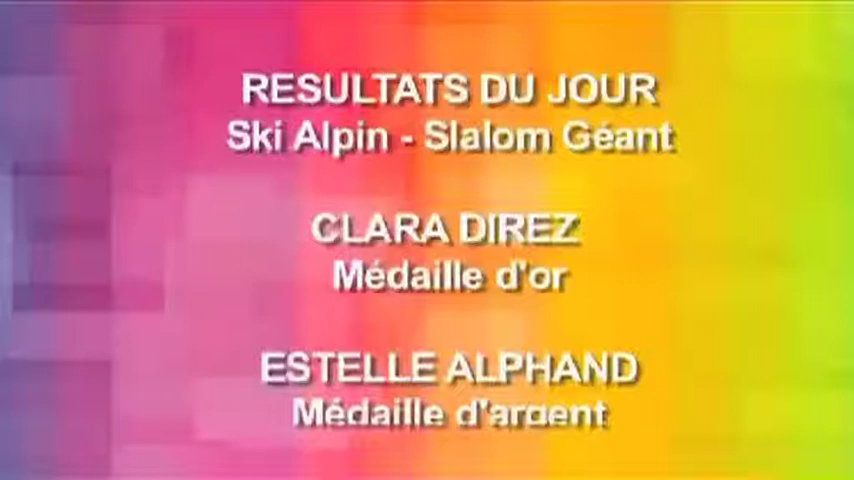 RESULTATS DU JOUR
Ski Alpin - Slalom Géant
CLARA DIREZ
Médaille d'or
ESTELLE ALPHAND
Médaille d'argent